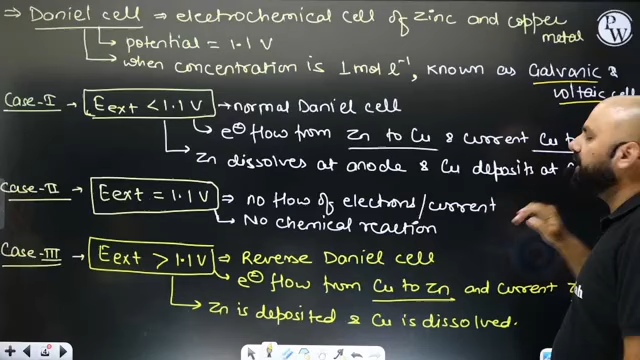 ⇒ Daniel cell ⇒ electrochemical cell of zinc and copper metal
→ potential = 1.1 V
→ when concentration is 1 mol l⁻¹, known as Galvanic & voltaic cell
Case-I → Eext < 1.1 V → normal Daniel cell.
→ e⊖ flow from Zn to Cu & current Cu to
→ Zn dissolves at anode & Cu deposits at
Case-II → Eext = 1.1 V ⇒ no flow of electrons/current
→ No chemical reaction
Case-III → Eext > 1.1 V ⇒ Reverse Daniel cell
→ e⊖ flow from Cu to Zn and current
→ Zn is deposited & Cu is dissolved.
PW